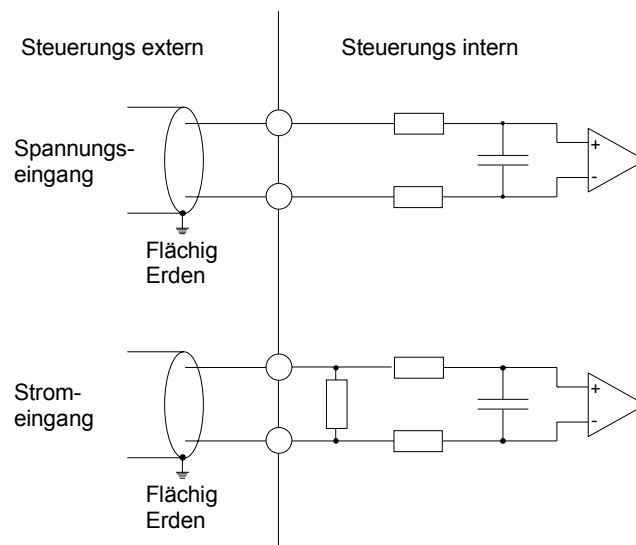 Steuerungs extern
Steuerungs intern
Spannungs-
eingang
+
-
Flächig
Erden
Strom-
eingang
+
-
Flächig
Erden